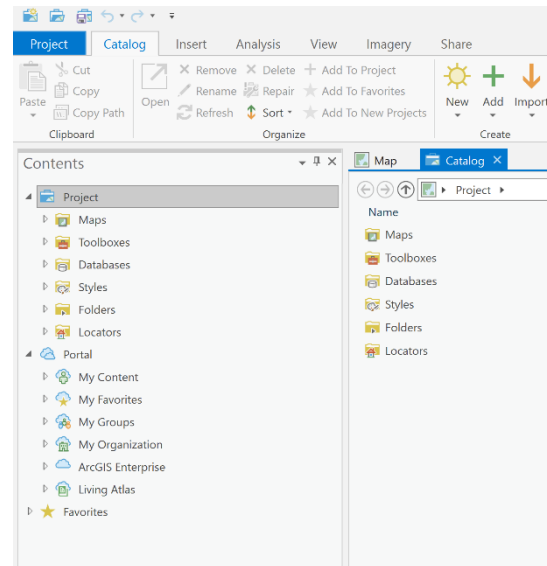 Project Catalog Insert Analysis View Imagery Share
Paste
Cut
Copy
Copy Path
Clipboard
Open
Remove Delete Add To Project
Rename Repair Add To Favorites
Refresh Sort Add To New Projects
Organize
New Add Import
Create
Contents
Project
Maps
Toolboxes
Databases
Styles
Folders
Locators
Portal
My Content
My Favorites
My Groups
My Organization
ArcGIS Enterprise
Living Atlas
Favorites
Map Catalog
Project
Name
Maps
Toolboxes
Databases
Styles
Folders
Locators